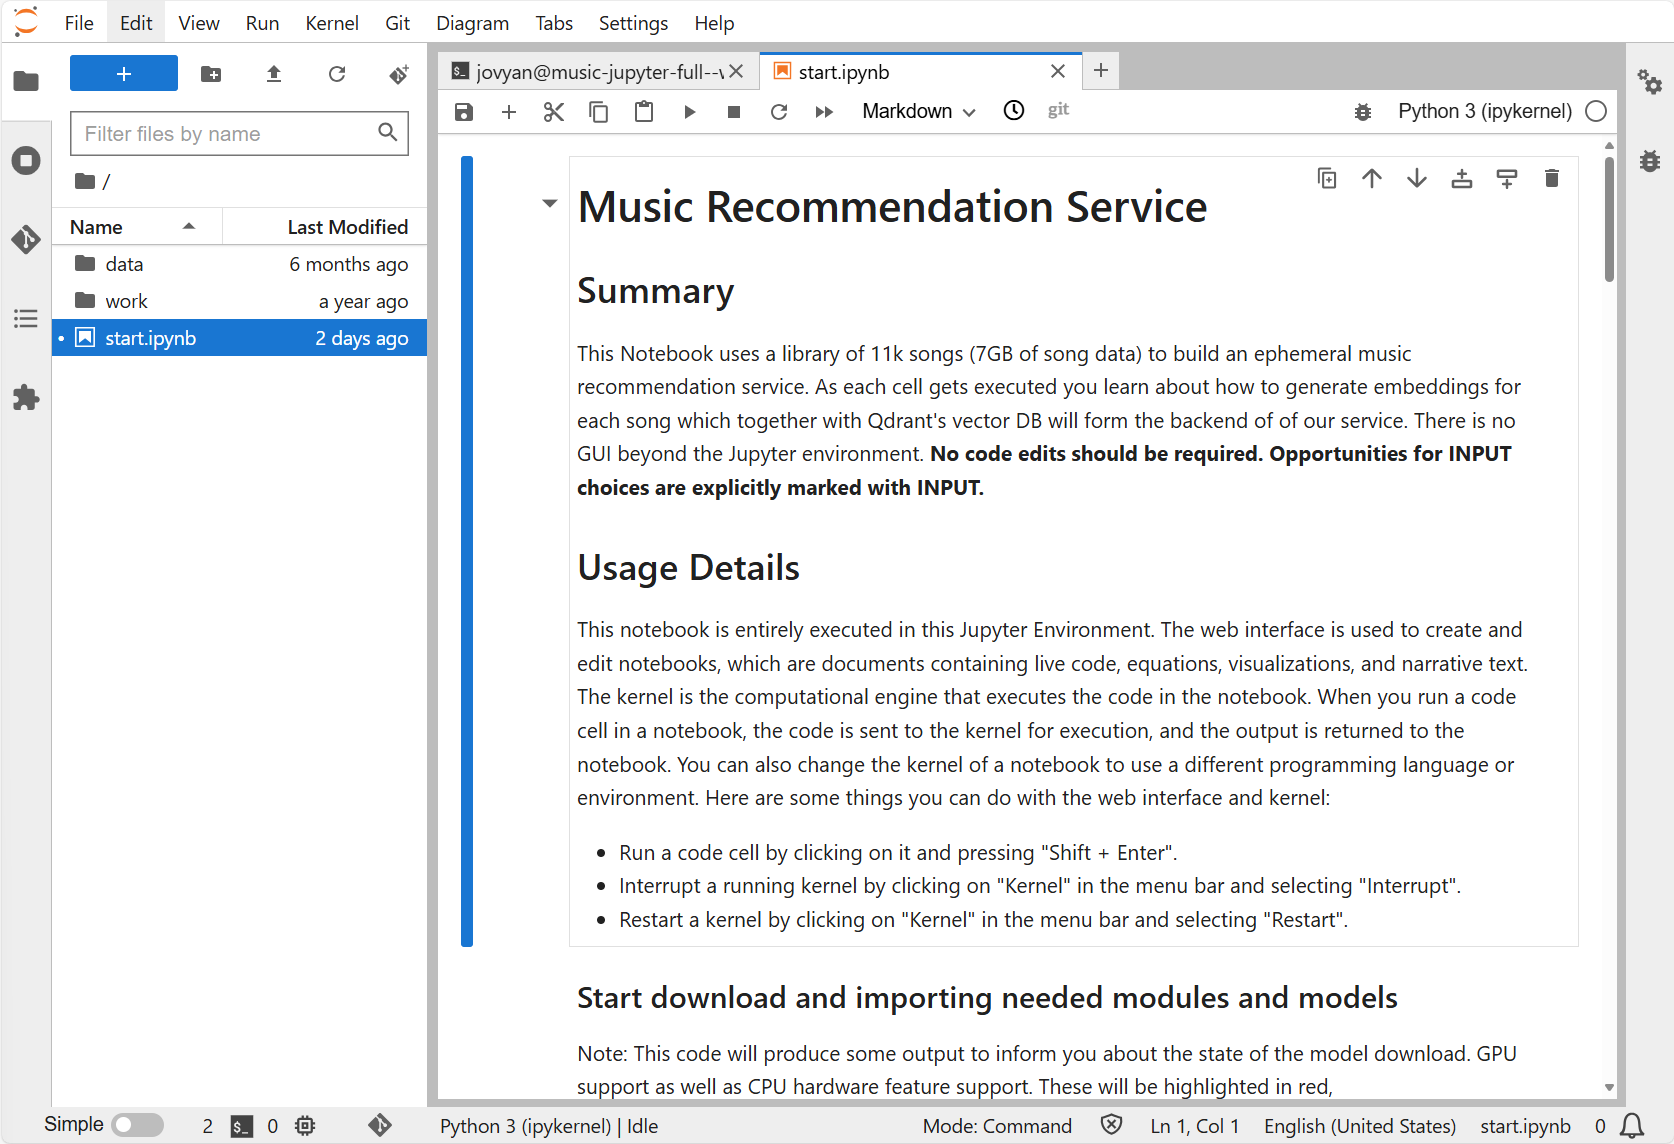 File Edit View Run Kernel Git Diagram Tabs Settings Help
jovyan@music-jupyter-full--
start.ipynb
Markdown
git
Python 3 (ipykernel)
Filter files by name
/
Name Last Modified
data 6 months ago
work a year ago
start.ipynb 2 days ago
Music Recommendation Service
Summary
This Notebook uses a library of 11k songs (7GB of song data) to build an ephemeral music
recommendation service. As each cell gets executed you learn about how to generate embeddings for
each song which together with Qdrant's vector DB will form the backend of of our service. There is no
GUI beyond the Jupyter environment. No code edits should be required. Opportunities for INPUT
choices are explicitly marked with INPUT.
Usage Details
This notebook is entirely executed in this Jupyter Environment. The web interface is used to create and
edit notebooks, which are documents containing live code, equations, visualizations, and narrative text.
The kernel is the computational engine that executes the code in the notebook. When you run a code
cell in a notebook, the code is sent to the kernel for execution, and the output is returned to the
notebook. You can also change the kernel of a notebook to use a different programming language or
environment. Here are some things you can do with the web interface and kernel:
• Run a code cell by clicking on it and pressing "Shift + Enter".
• Interrupt a running kernel by clicking on "Kernel" in the menu bar and selecting "Interrupt".
• Restart a kernel by clicking on "Kernel" in the menu bar and selecting "Restart".
Start download and importing needed modules and models
Note: This code will produce some output to inform you about the state of the model download. GPU
support as well as CPU hardware feature support. These will be highlighted in red,
Simple 2 $_ 0 Python 3 (ipykernel) | Idle Mode: Command Ln 1, Col 1 English (United States) start.ipynb 0